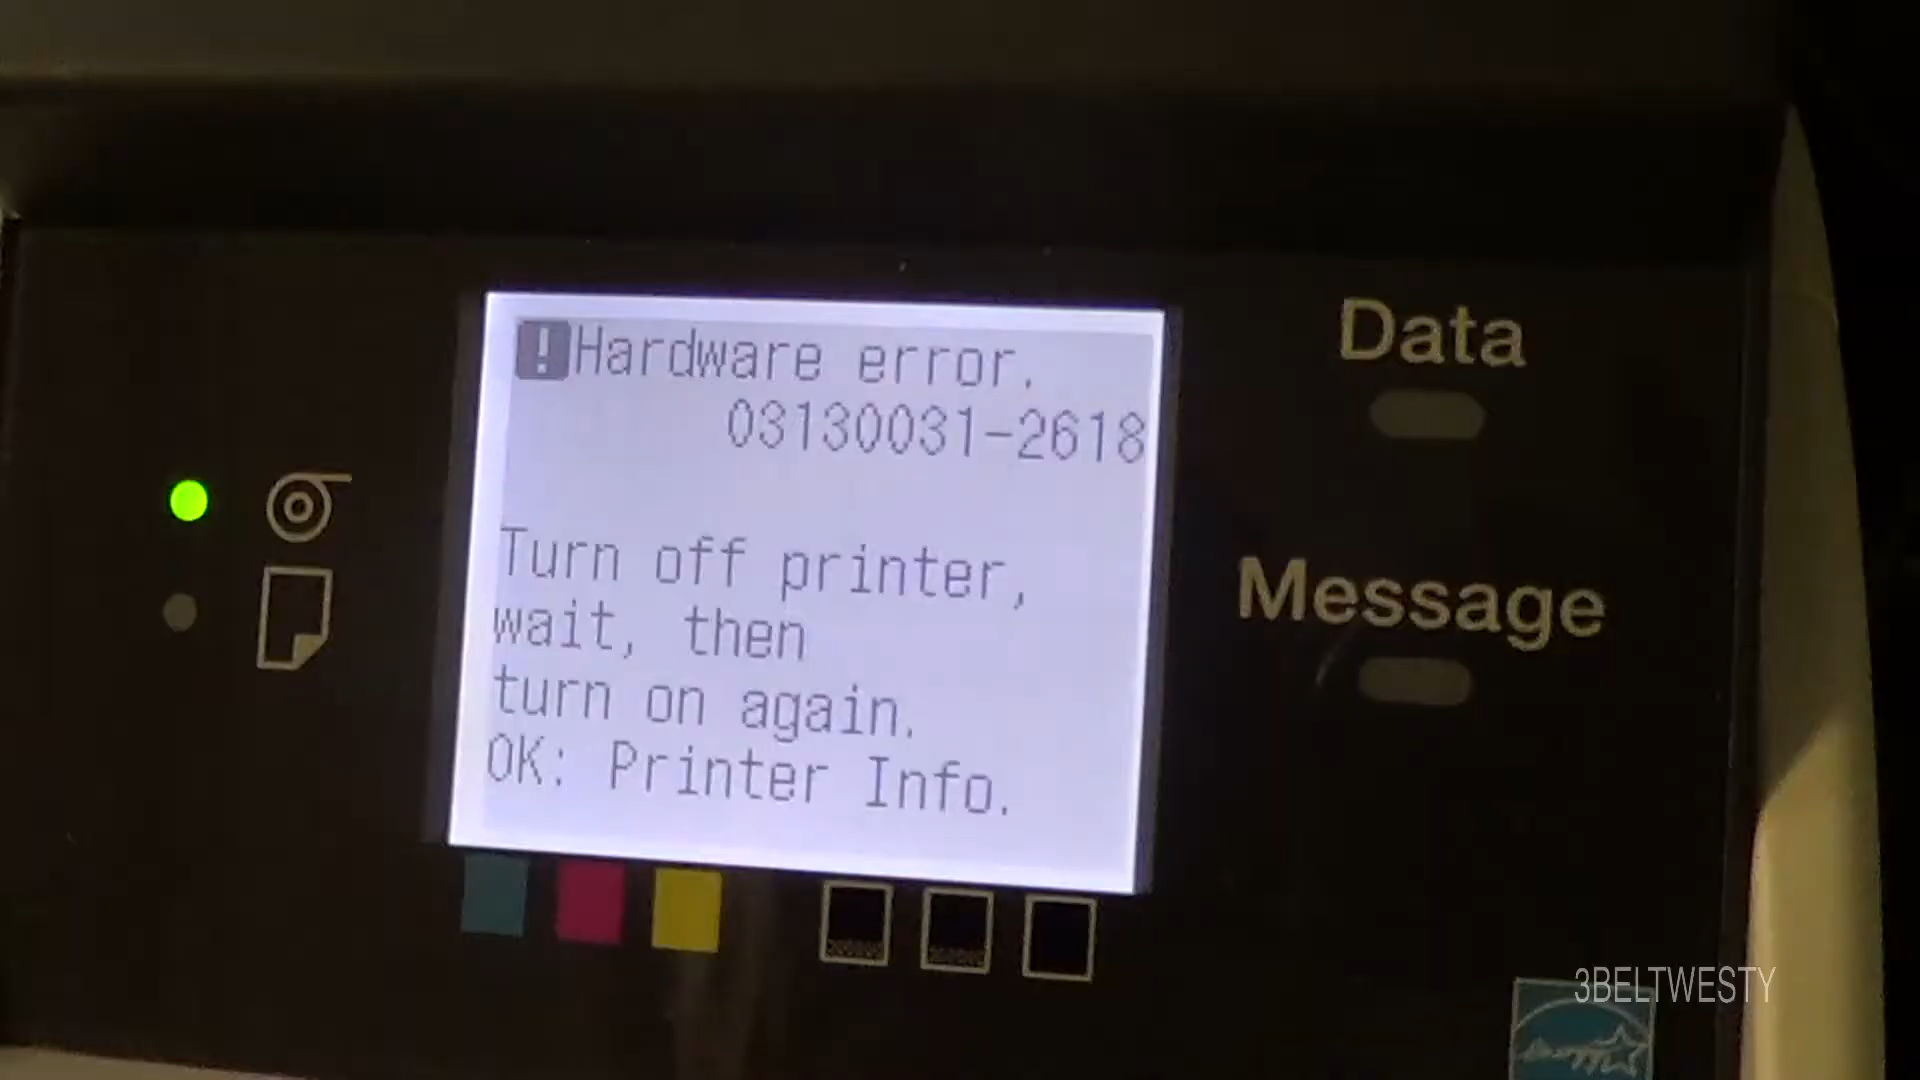 Hardware error.
03130031-2618
Turn off printer,
wait, then
turn on again.
OK: Printer Info.
Data
Message
3BELTWESTY